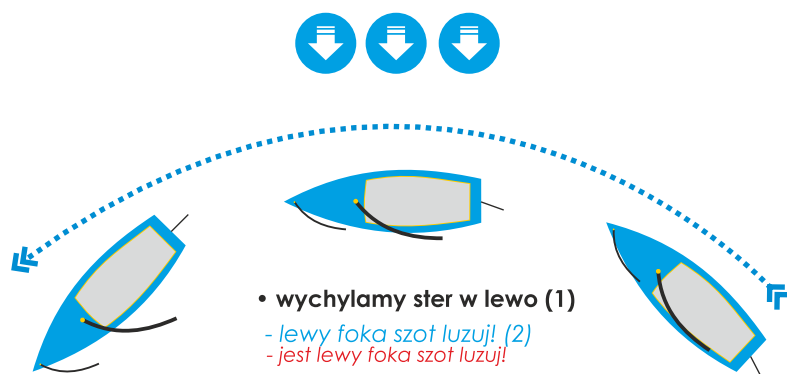 • wychylamy ster w lewo (1)
- lewy foka szot luzuj! (2)
- jest lewy foka szot luzuj!